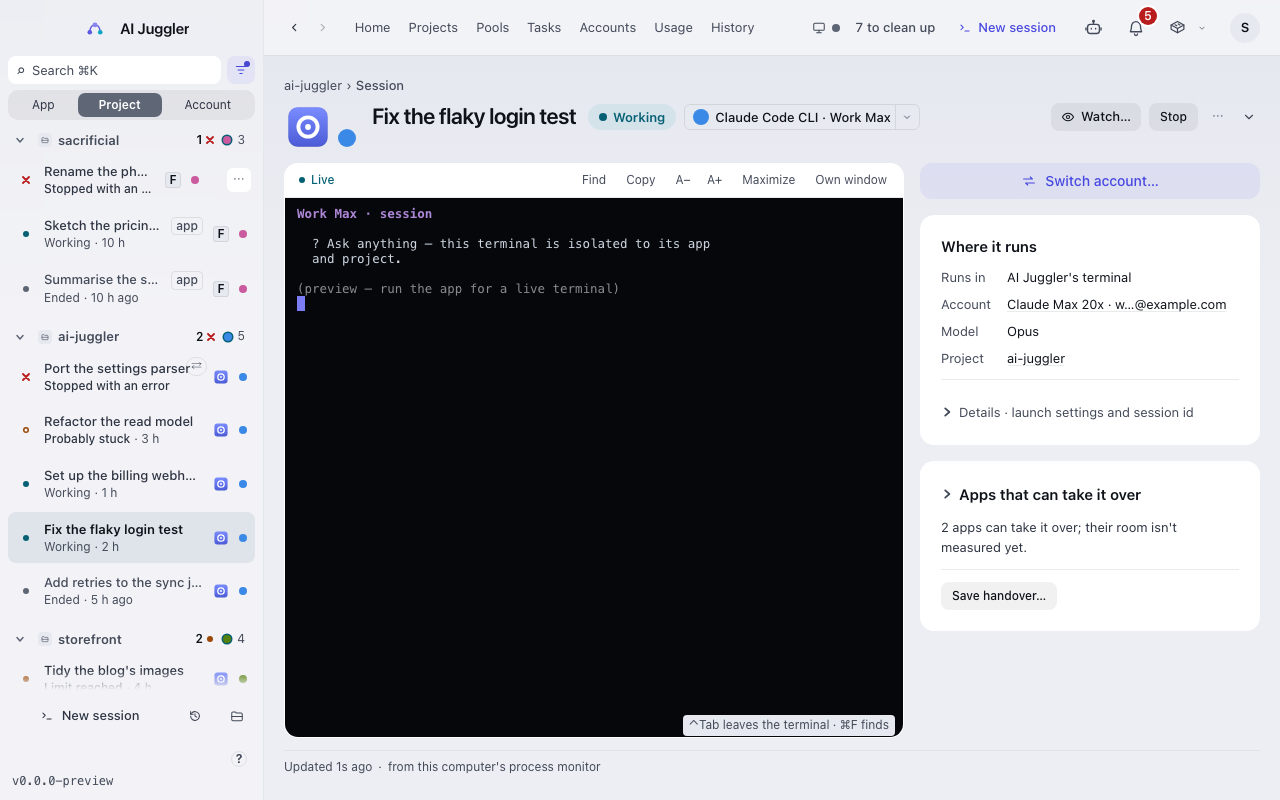 AI Juggler
Search ⌘K
App Project Account
sacrificial 1 3
Rename the ph...
Stopped with an ...
F
Sketch the pricin...
app
Working · 10 h
F
Summarise the s...
app
Ended · 10 h ago
F
ai-juggler 2 5
Port the settings parser
Stopped with an error
Refactor the read model
Probably stuck · 3 h
Set up the billing webh...
Working · 1 h
Fix the flaky login test
Working · 2 h
Add retries to the sync j...
Ended · 5 h ago
storefront 2 4
Tidy the blog's images
Limit reached · 4 h
New session
?
v0.0.0-preview
Home Projects Pools Tasks Accounts Usage History
7 to clean up
New session
5
S
ai-juggler › Session
Fix the flaky login test
Working
Claude Code CLI · Work Max
Watch...
Stop
Live
Find Copy A− A+ Maximize Own window
Work Max · session
? Ask anything — this terminal is isolated to its app
and project.
(preview — run the app for a live terminal)
^Tab leaves the terminal · ⌘F finds
Switch account...
Where it runs
Runs in AI Juggler's terminal
Account Claude Max 20x · w...@example.com
Model Opus
Project ai-juggler
Details · launch settings and session id
Apps that can take it over
2 apps can take it over; their room isn't
measured yet.
Save handover...
Updated 1s ago · from this computer's process monitor